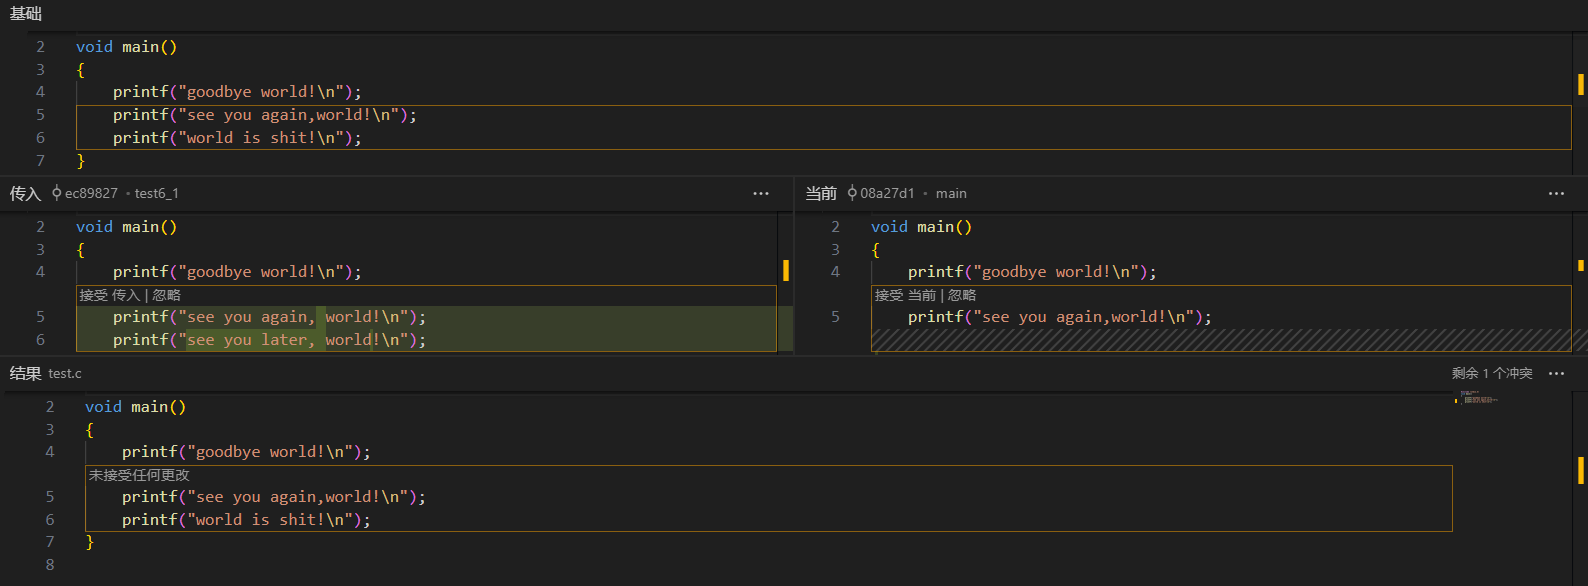 基础
2 void main()
3 {
4 printf("goodbye world!\n");
5 printf("see you again,world!\n");
6 printf("world is shit!\n");
7 }
传入 ec89827 • test6_1 ···
2 void main()
3 {
4 printf("goodbye world!\n");
接受 传入 | 忽略
5 printf("see you again, world!\n");
6 printf("see you later, world!\n");
当前 08a27d1 • main ···
2 void main()
3 {
4 printf("goodbye world!\n");
接受 当前 | 忽略
5 printf("see you again,world!\n");
结果 test.c 剩余 1 个冲突 ···
2 void main()
3 {
4 printf("goodbye world!\n");
未接受任何更改
5 printf("see you again,world!\n");
6 printf("world is shit!\n");
7 }
8